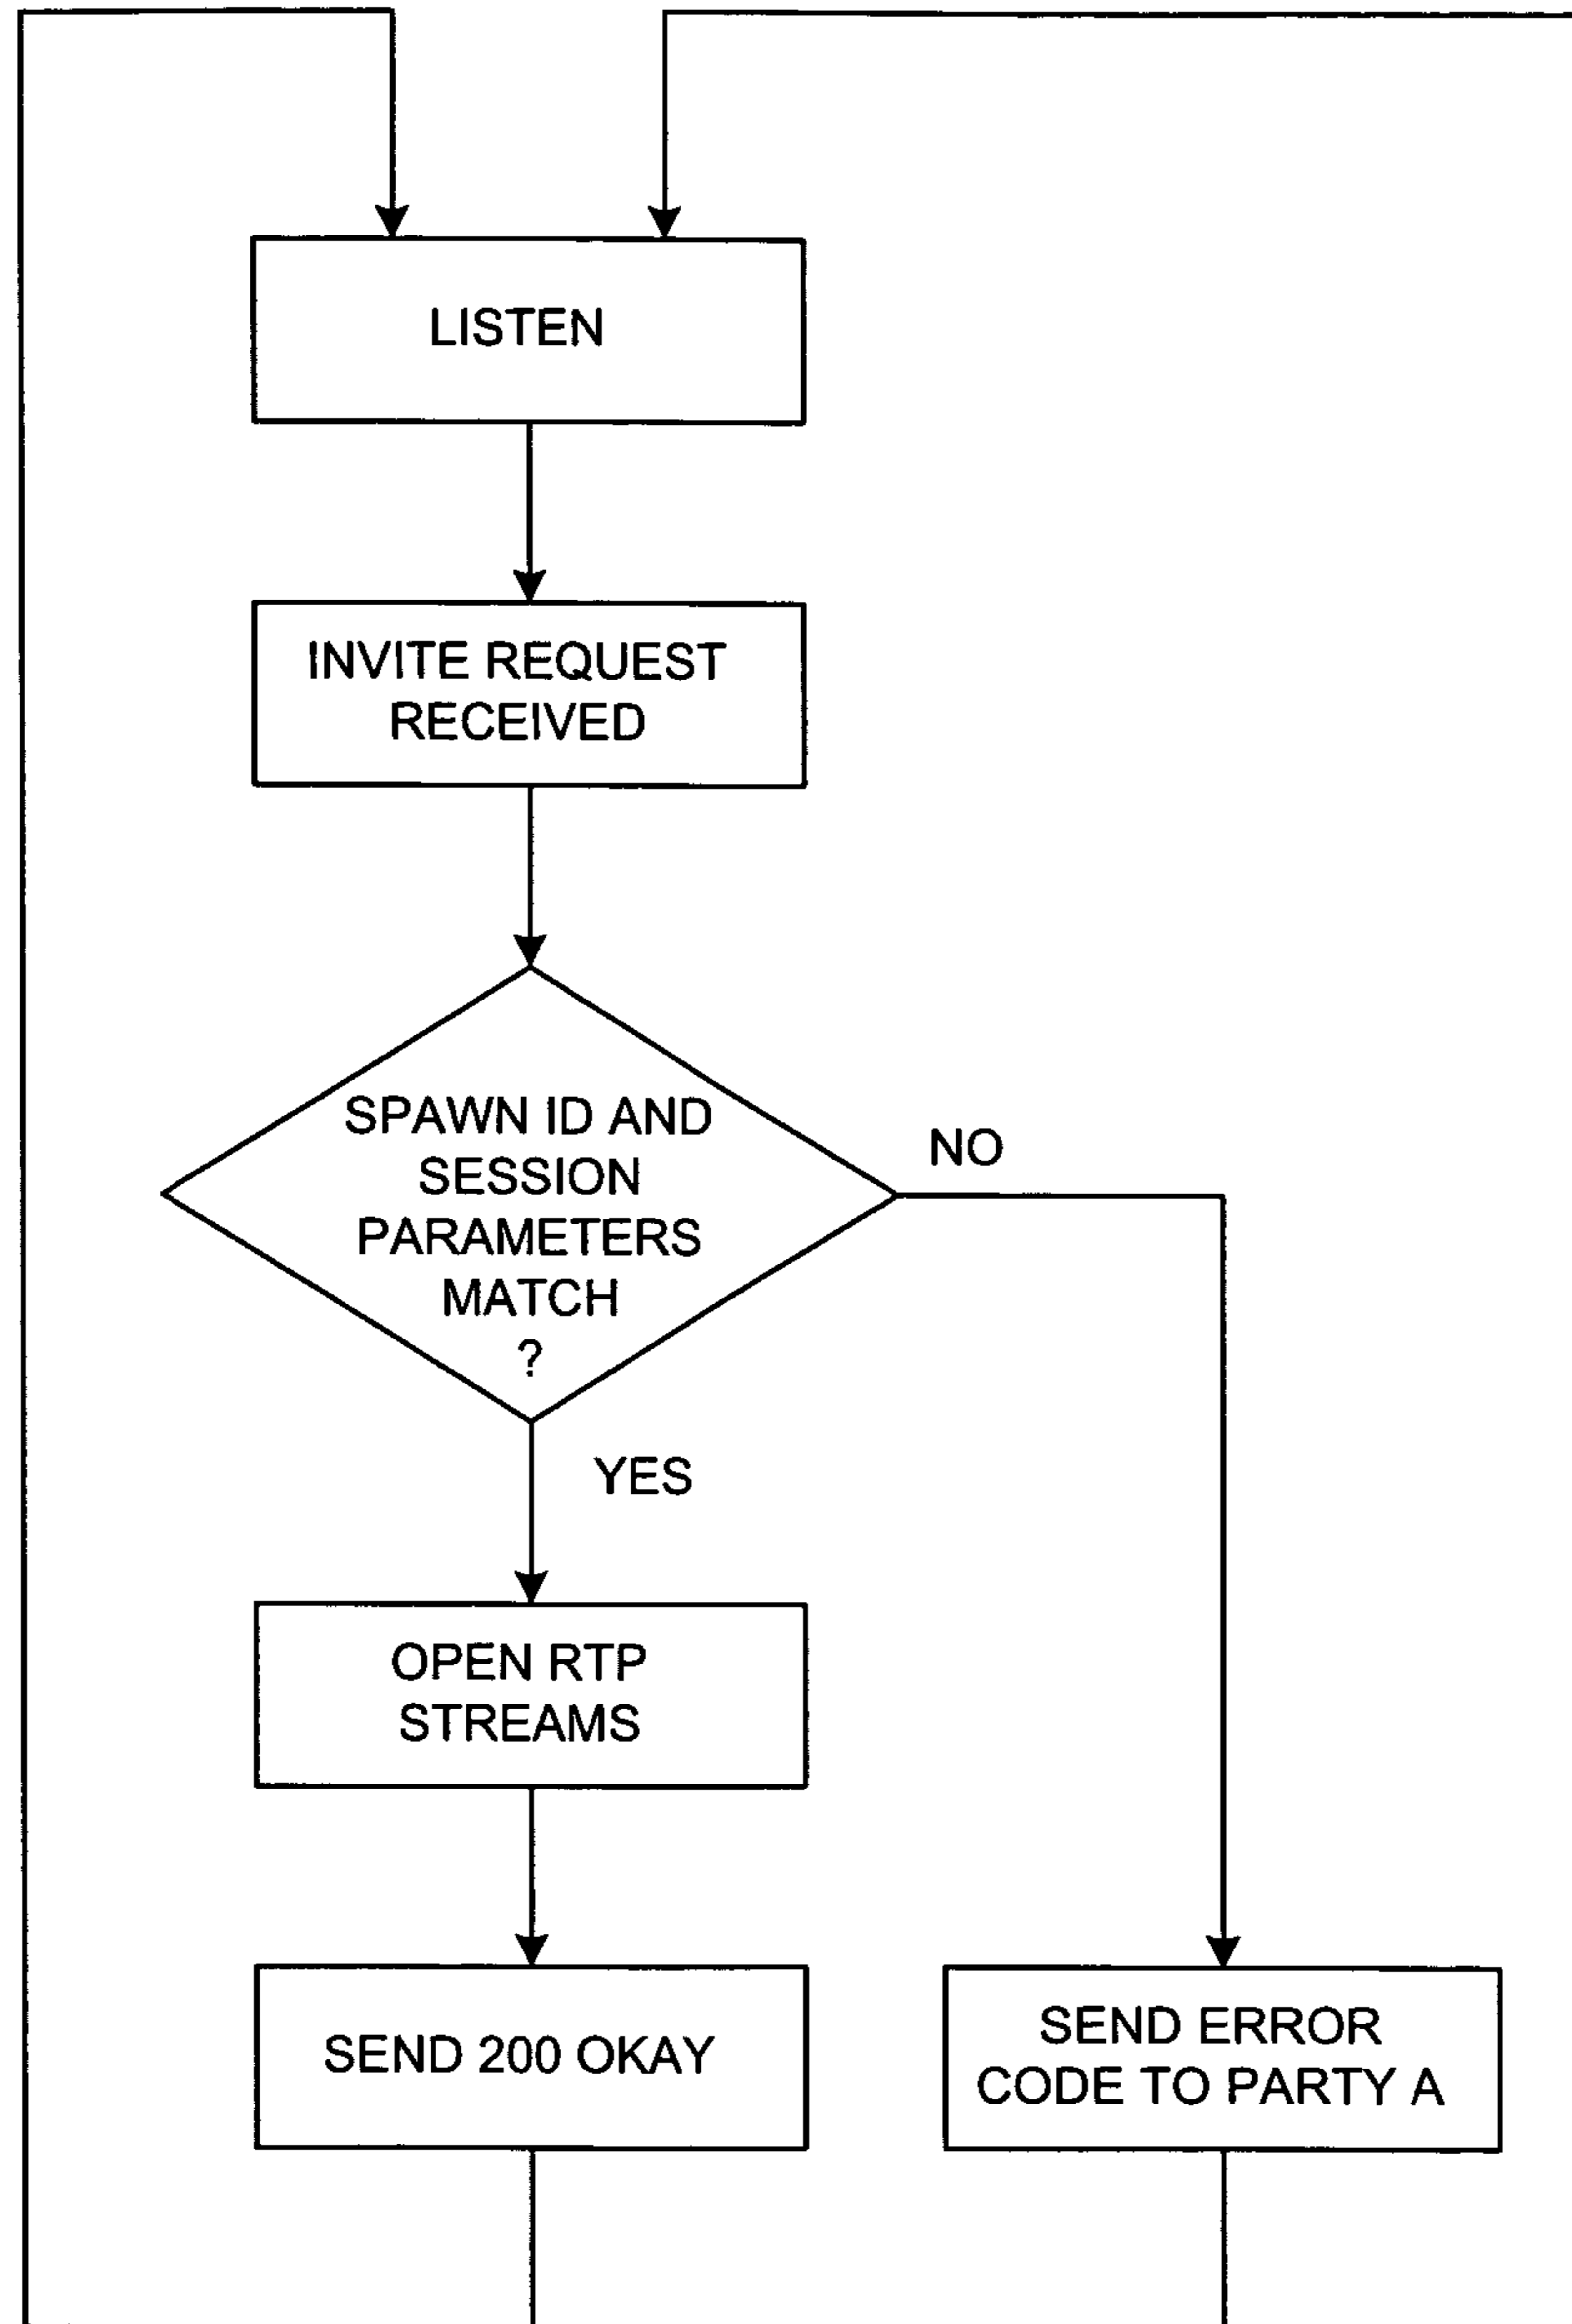 LISTEN
INVITE REQUEST
RECEIVED
SPAWN ID AND
SESSION
PARAMETERS
MATCH
?
NO
YES
OPEN RTP
STREAMS
SEND 200 OKAY
SEND ERROR
CODE TO PARTY A